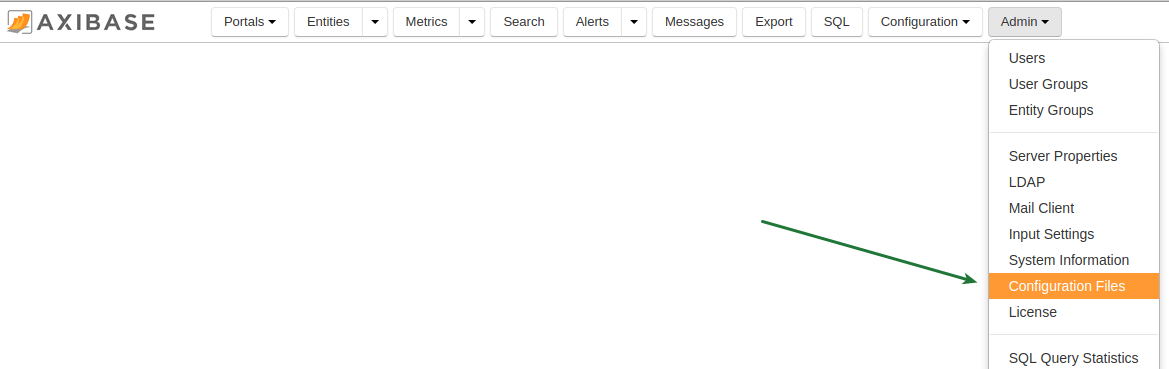 AXIBASE Portals Entities Metrics Search Alerts Messages Export SQL Configuration Admin
Users
User Groups
Entity Groups
Server Properties
LDAP
Mail Client
Input Settings
System Information
Configuration Files
License
SQL Query Statistics